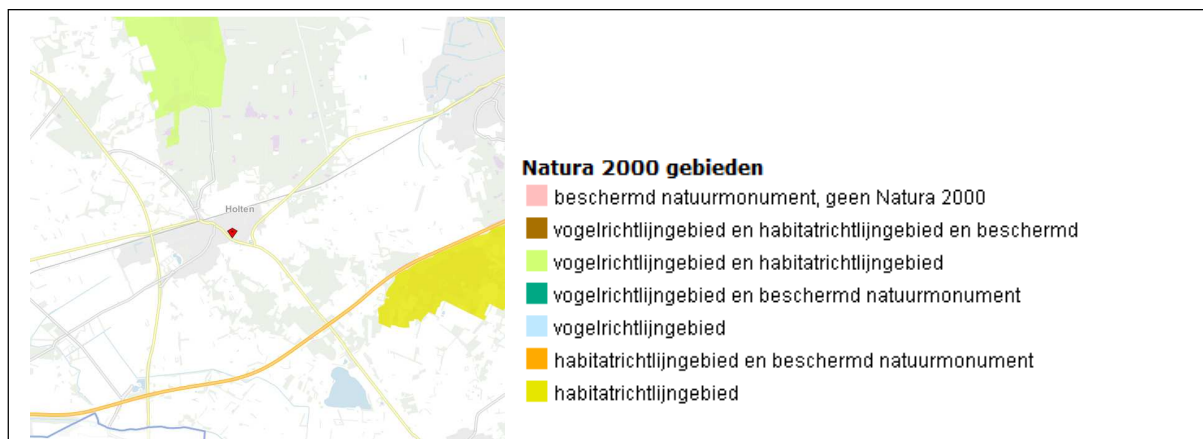 Holten
Natura 2000 gebieden
beschermd natuurmonument, geen Natura 2000
vogelrichtlijngebied en habitatrichtlijngebied en beschermd
vogelrichtlijngebied en habitatrichtlijngebied
vogelrichtlijngebied en beschermd natuurmonument
vogelrichtlijngebied
habitatrichtlijngebied en beschermd natuurmonument
habitatrichtlijngebied